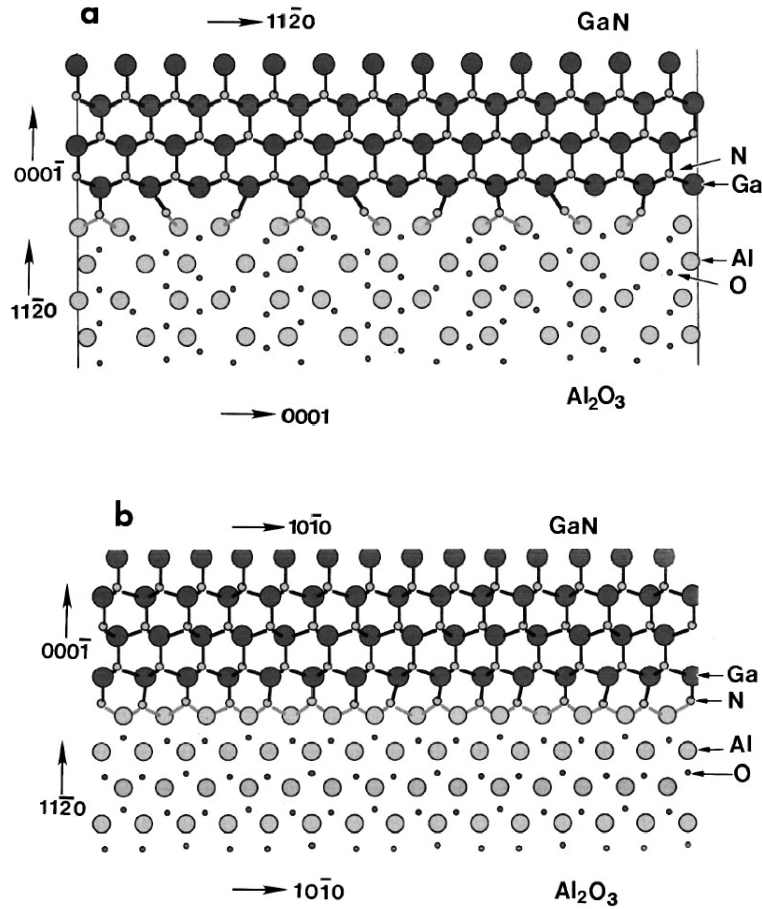 a
112̄0 GaN
0001̄
N
Ga
112̄0
Al
O
0001
Al₂O₃
b
101̄0 GaN
0001̄
Ga
N
112̄0
Al
O
101̄0 Al₂O₃